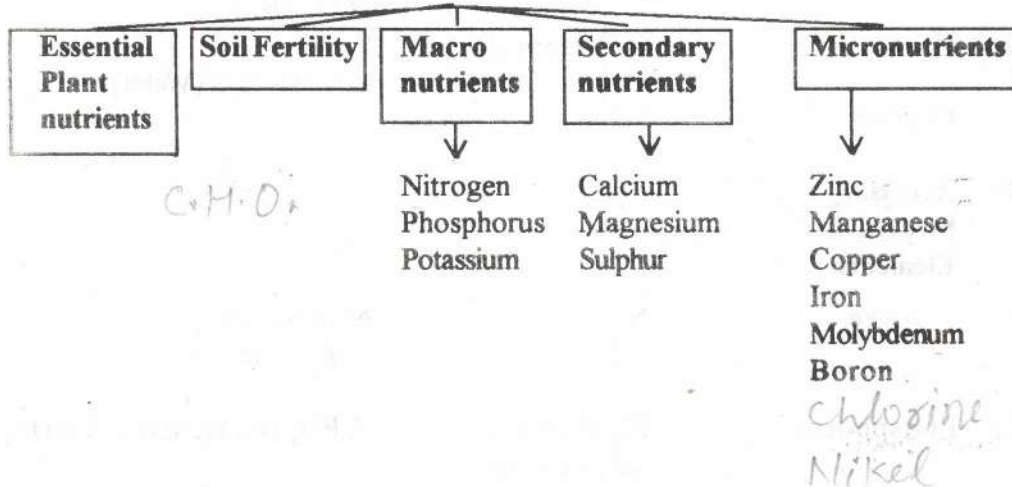 Essential
Plant
nutrients
Soil Fertility
Macro
nutrients
Secondary
nutrients
Micronutrients
C.H.O.
Nitrogen
Phosphorus
Potassium
Calcium
Magnesium
Sulphur
Zinc
Manganese
Copper
Iron
Molybdenum
Boron
Chlorine
Nikel